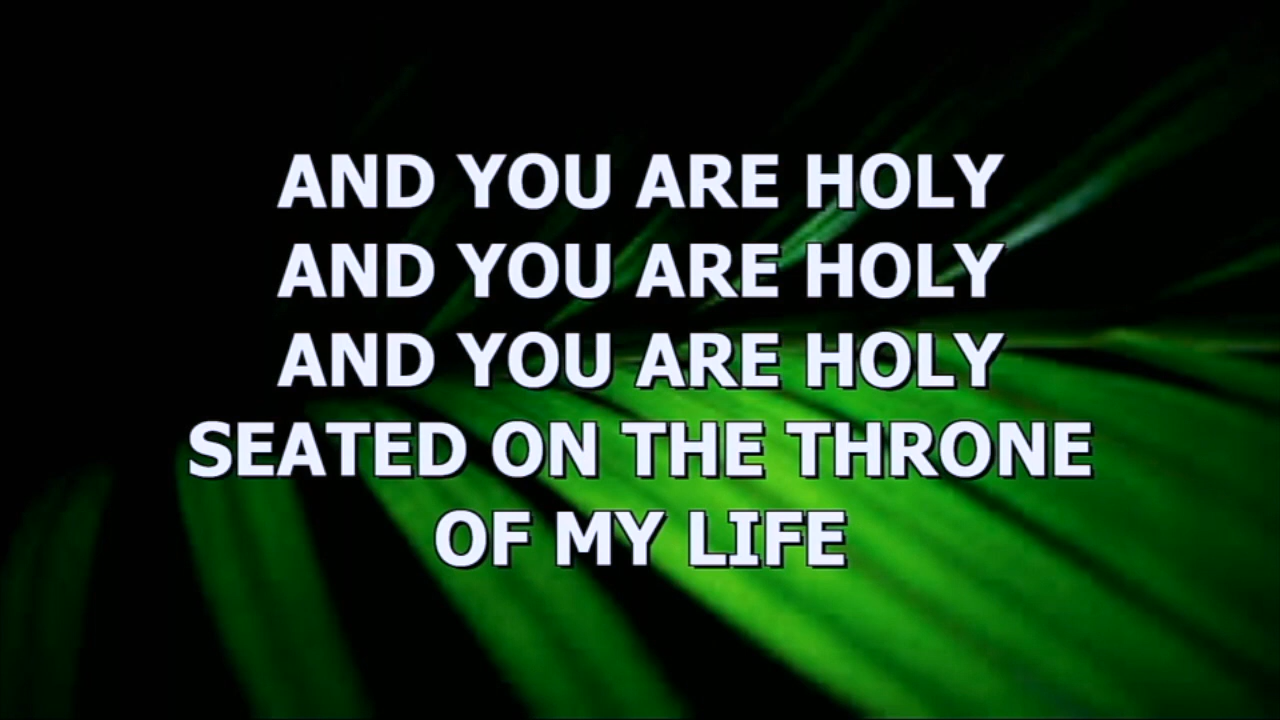 AND YOU ARE HOLY
AND YOU ARE HOLY
AND YOU ARE HOLY
SEATED ON THE THRONE
OF MY LIFE